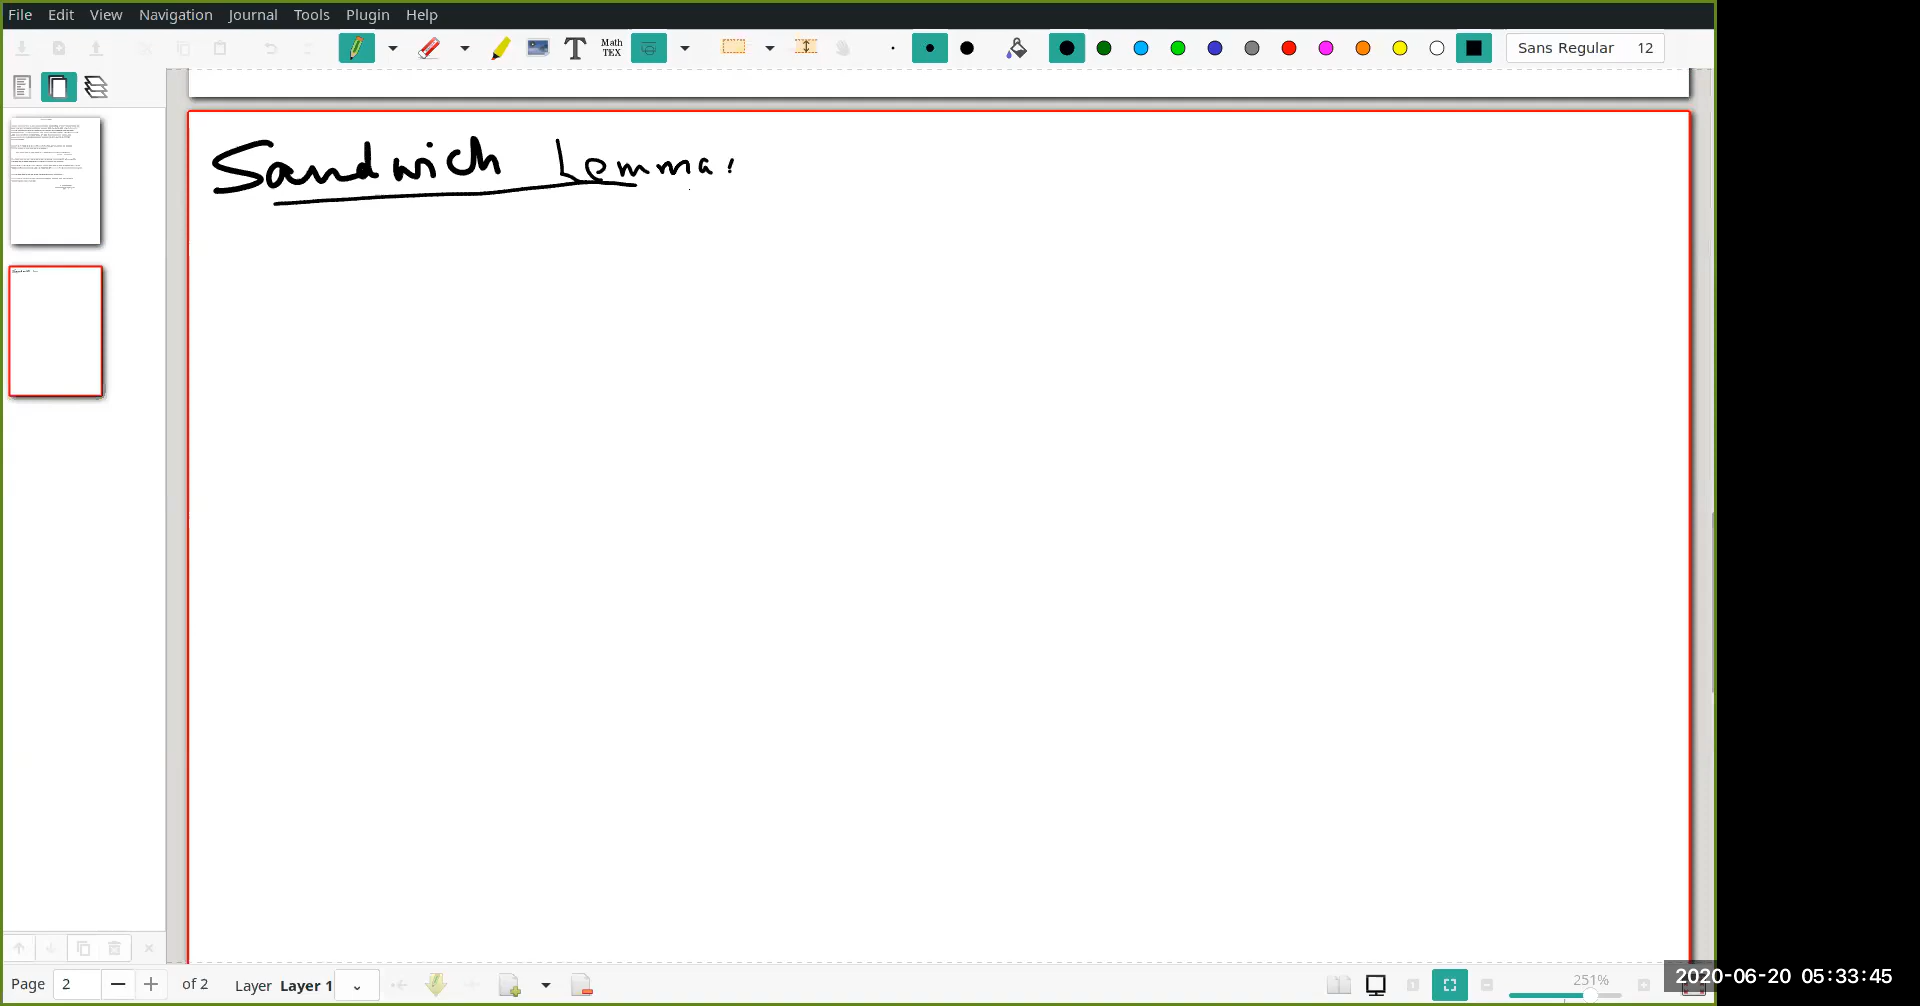 File Edit View Navigation Journal Tools Plugin Help
Math TEX Sans Regular 12
Sandwich Lemma:
Page 2 of 2 Layer Layer 1 251%
2020-06-20 05:33:45